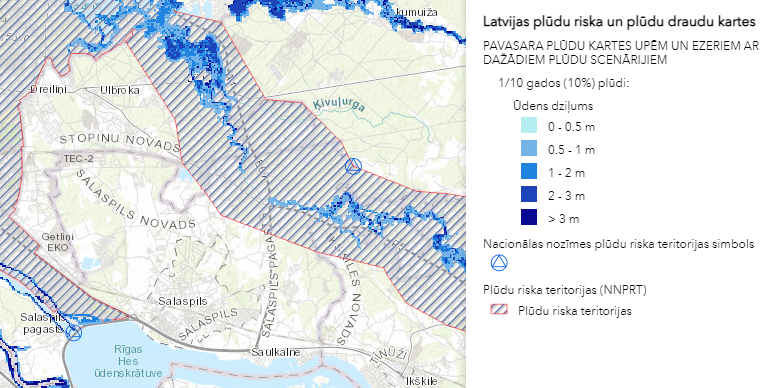 kumuiža
Dreiliņi
Ulbroka
Ķivuļurga
STOPIŅU NOVADS
TEC-2
SALASPILS NOVADS
Getliņi
EKO
SALASPILS PAGASTS
Salaspils
Salaspils
pagasts
SALASPILS
Saulkalne
Rīgas
Hes
ūdenskrātuve
Ikšķile
Latvijas plūdu riska un plūdu draudu kartes
PAVASARA PLŪDU KARTES UPĒM UN EZERIEM AR
DAŽĀDIEM PLŪDU SCENĀRIJIEM
1/10 gados (10%) plūdi:
Ūdens dziļums
0 - 0.5 m
0.5 - 1 m
1 - 2 m
2 - 3 m
> 3 m
Nacionālas nozīmes plūdu riska teritorijas simbols
Plūdu riska teritorijas (NNPRT)
Plūdu riska teritorijas